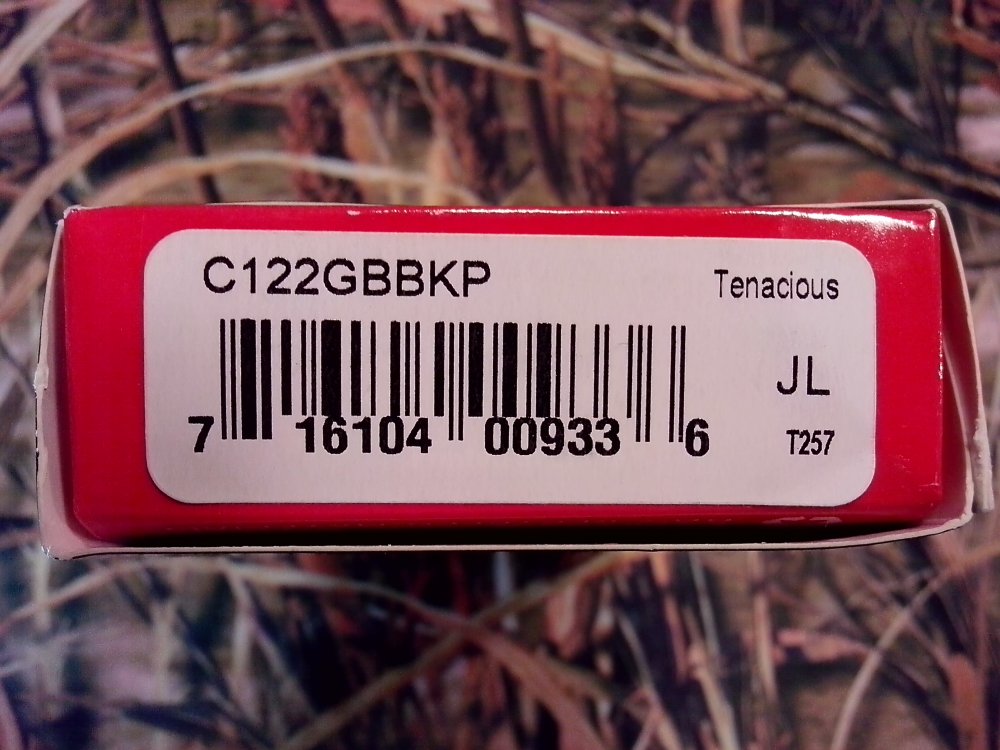 C122GBBKP
Tenacious
JL
7 16104 00933 6
T257